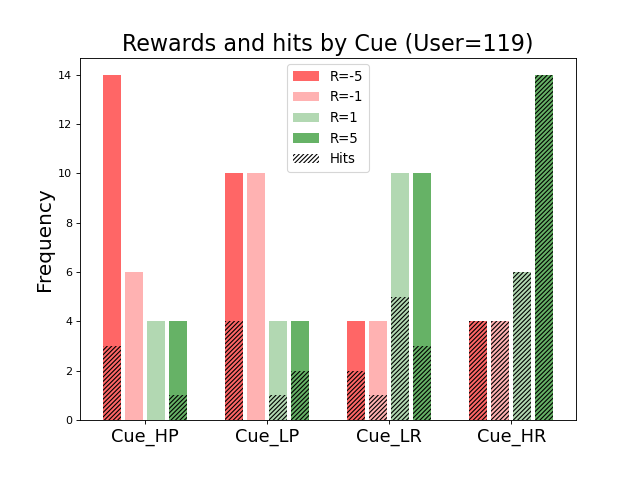 Rewards and hits by Cue (User=119)
R=-5
R=-1
R=1
R=5
Hits
Frequency
14
12
10
8
6
4
2
0
Cue_HP
Cue_LP
Cue_LR
Cue_HR